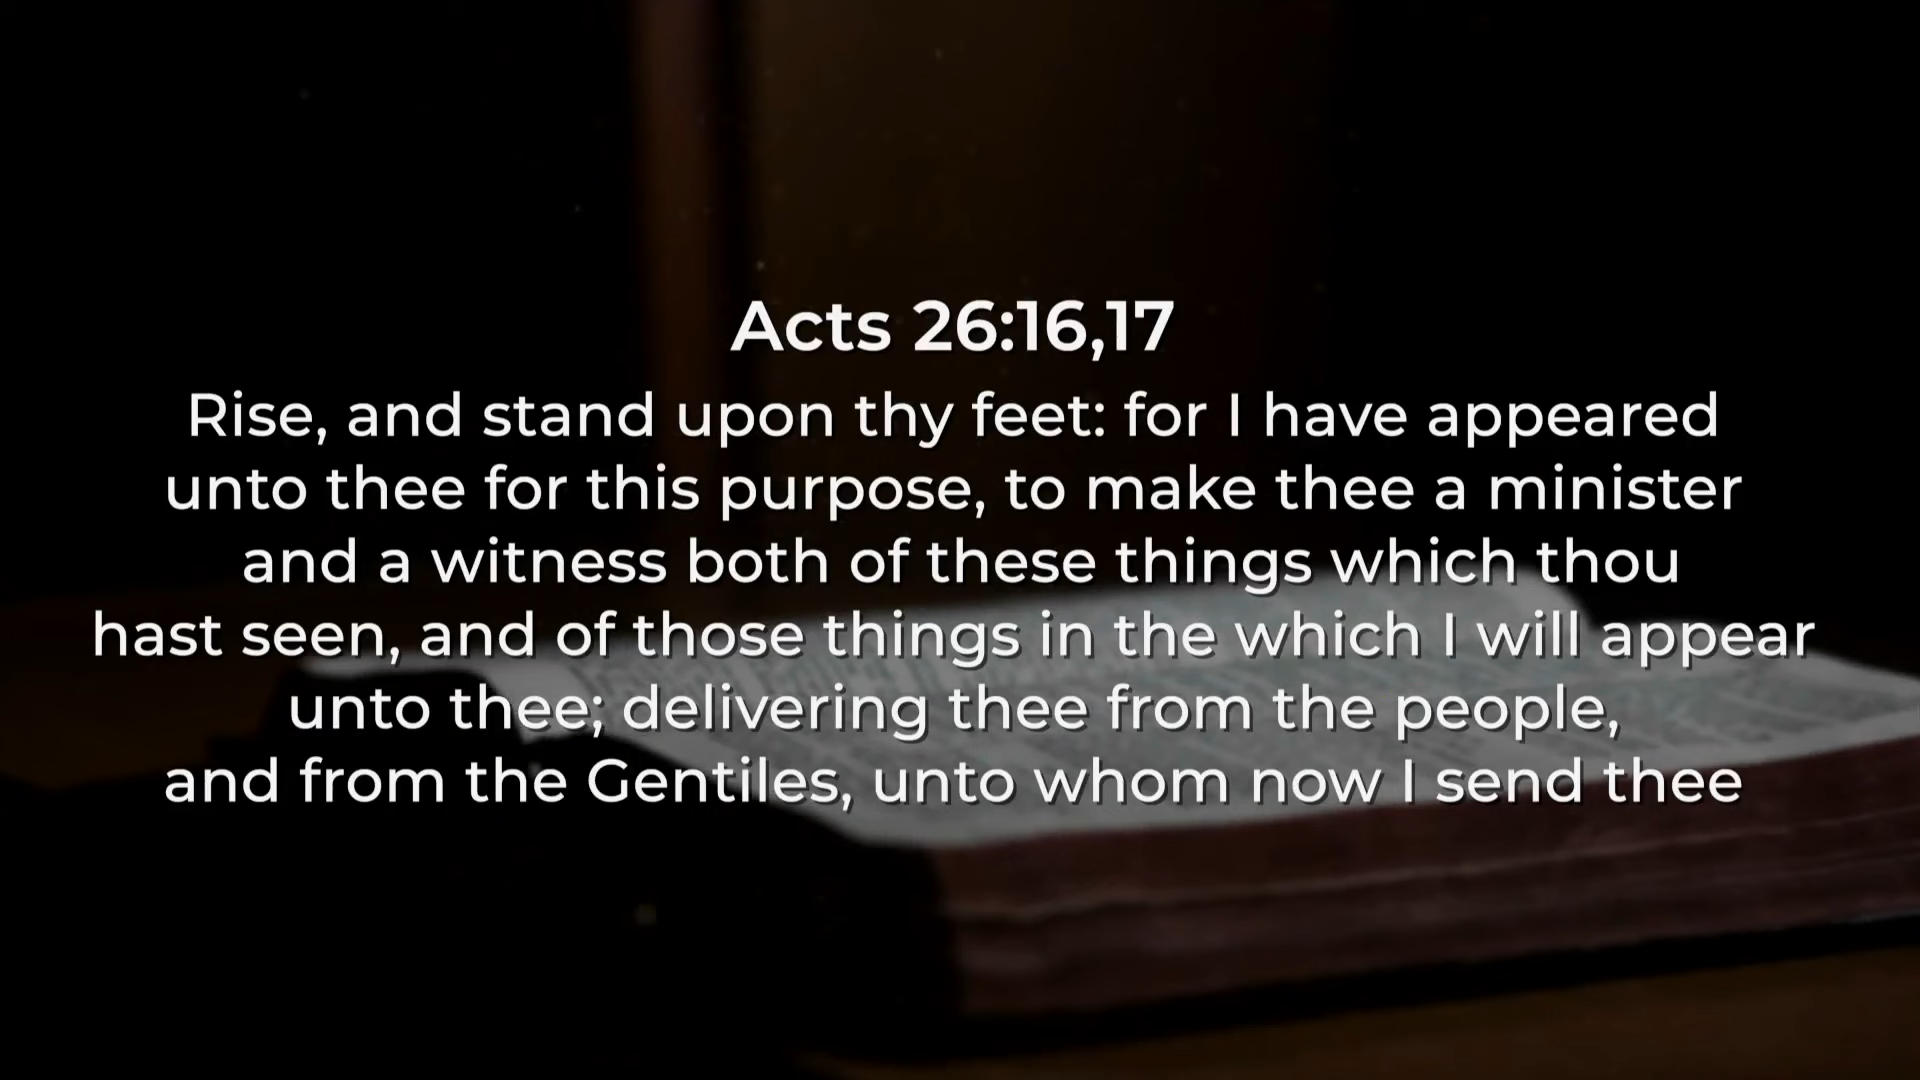 Acts 26:16,17
Rise, and stand upon thy feet: for I have appeared
unto thee for this purpose, to make thee a minister
and a witness both of these things which thou
hast seen, and of those things in the which I will appear
unto thee; delivering thee from the people,
and from the Gentiles, unto whom now I send thee